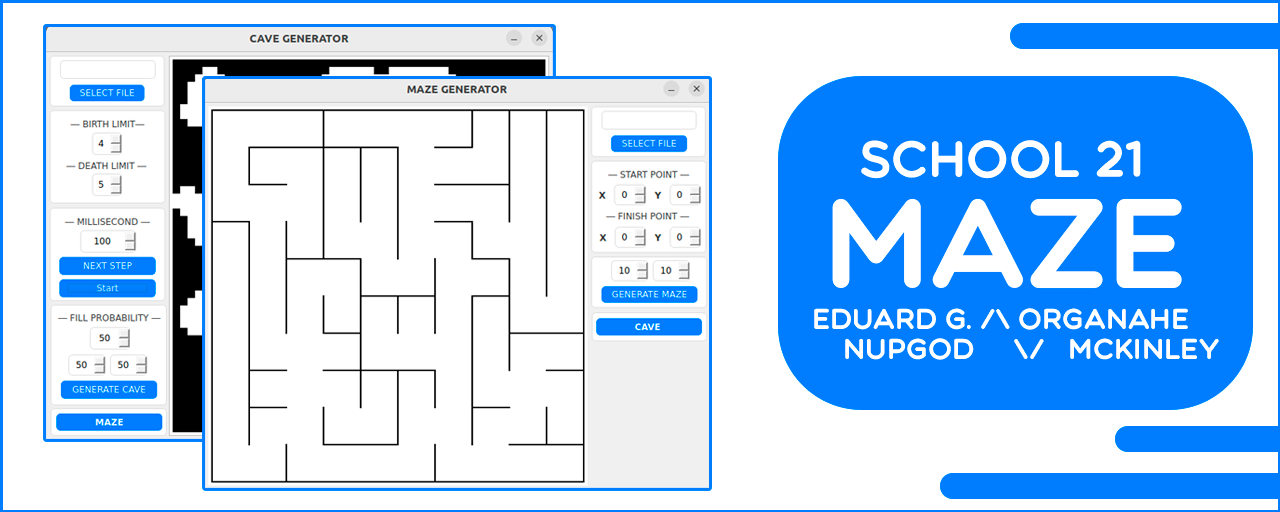 CAVE GENERATOR
SELECT FILE
— BIRTH LIMIT—
4
— DEATH LIMIT —
5
— MILLISECOND —
100
NEXT STEP
Start
— FILL PROBABILITY —
50
50 50
GENERATE CAVE
MAZE
MAZE GENERATOR
SELECT FILE
— START POINT —
X 0 Y 0
— FINISH POINT —
X 0 Y 0
10 10
GENERATE MAZE
CAVE
SCHOOL 21
MAZE
EDUARD G. /\ ORGANAHE
NUPGOD \/ MCKINLEY